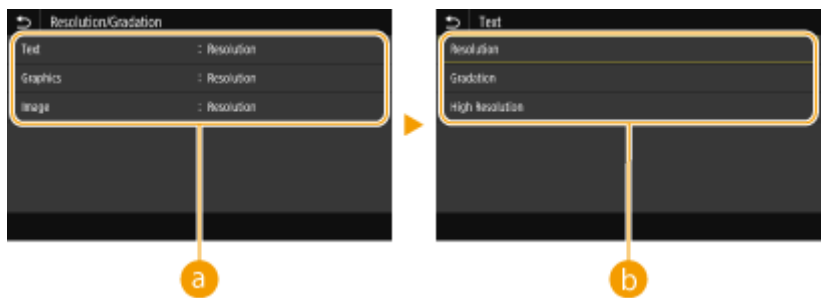 Resolution/Gradation
Text : Resolution
Graphics : Resolution
Image : Resolution
a
Text
Resolution
Gradation
High Resolution
b